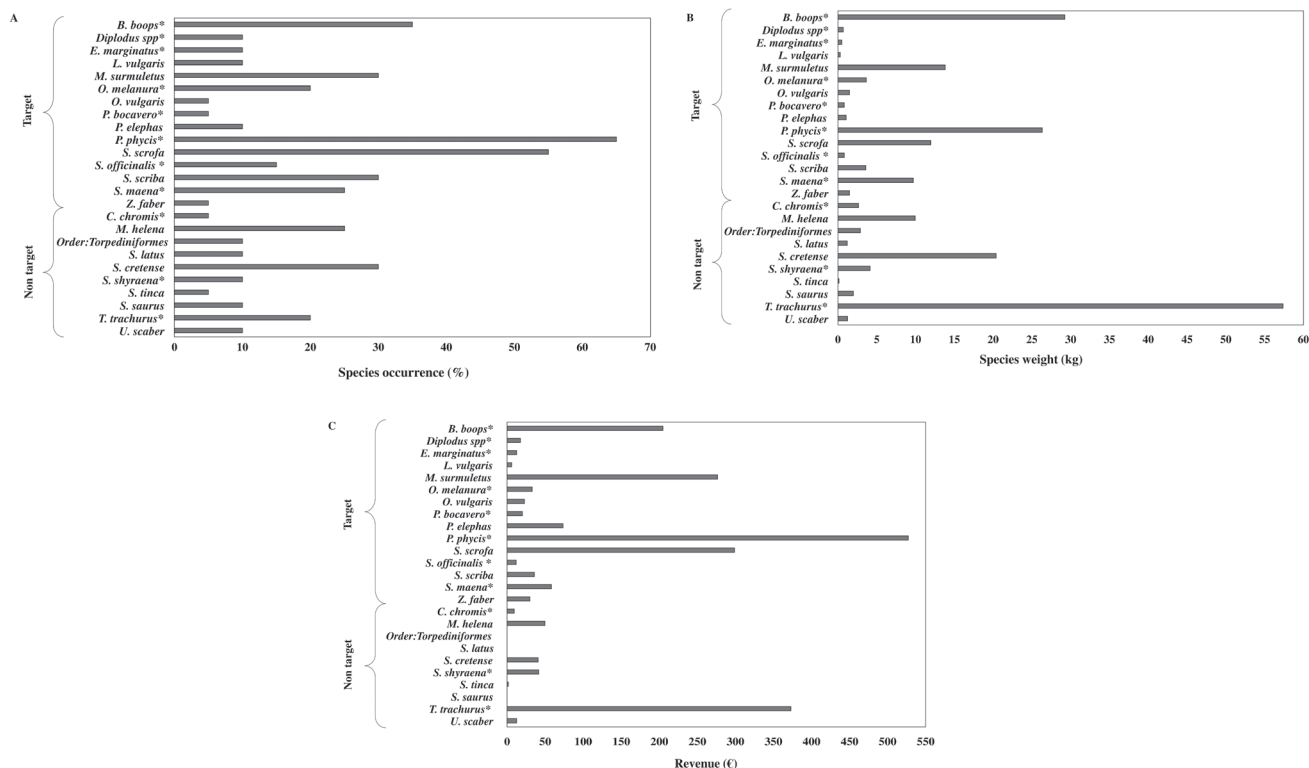 A
Target
Non target
B. boops*
Diplodus spp*
E. marginatus*
L. vulgaris
M. surmuletus
O. melanura*
O. vulgaris
P. bocavero*
P. elephas
P. phycis*
S. scrofa
S. officinalis *
S. scriba
S. maena*
Z. faber
C. chromis*
M. helena
Order:Torpediniformes
S. latus
S. cretense
S. shyraena*
S. tinca
S. saurus
T. trachurus*
U. scaber
0 10 20 30 40 50 60 70
Species occurrence (%)
B
Target
Non target
B. boops*
Diplodus spp*
E. marginatus*
L. vulgaris
M. surmuletus
O. melanura*
O. vulgaris
P. bocavero*
P. elephas
P. phycis*
S. scrofa
S. officinalis *
S. scriba
S. maena*
Z. faber
C. chromis*
M. helena
Order:Torpediniformes
S. latus
S. cretense
S. shyraena*
S. tinca
S. saurus
T. trachurus*
U. scaber
0 5 10 15 20 25 30 35 40 45 50 55 60
Species weight (kg)
C
Target
Non target
B. boops*
Diplodus spp*
E. marginatus*
L. vulgaris
M. surmuletus
O. melanura*
O. vulgaris
P. bocavero*
P. elephas
P. phycis*
S. scrofa
S. officinalis *
S. scriba
S. maena*
Z. faber
C. chromis*
M. helena
Order:Torpediniformes
S. latus
S. cretense
S. shyraena*
S. tinca
S. saurus
T. trachurus*
U. scaber
0 50 100 150 200 250 300 350 400 450 500 550
Revenue (€)